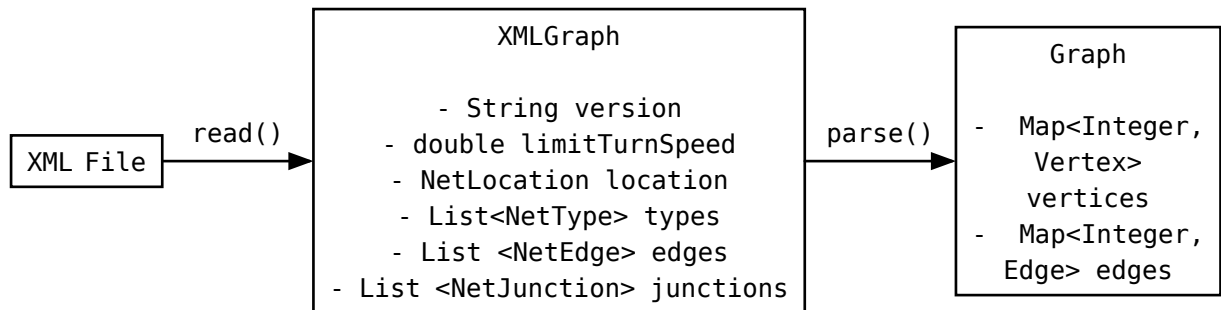 XML File
read()
XMLGraph
- String version
- double limitTurnSpeed
- NetLocation location
- List<NetType> types
- List <NetEdge> edges
- List <NetJunction> junctions
parse()
Graph
- Map<Integer,
Vertex>
vertices
- Map<Integer,
Edge> edges